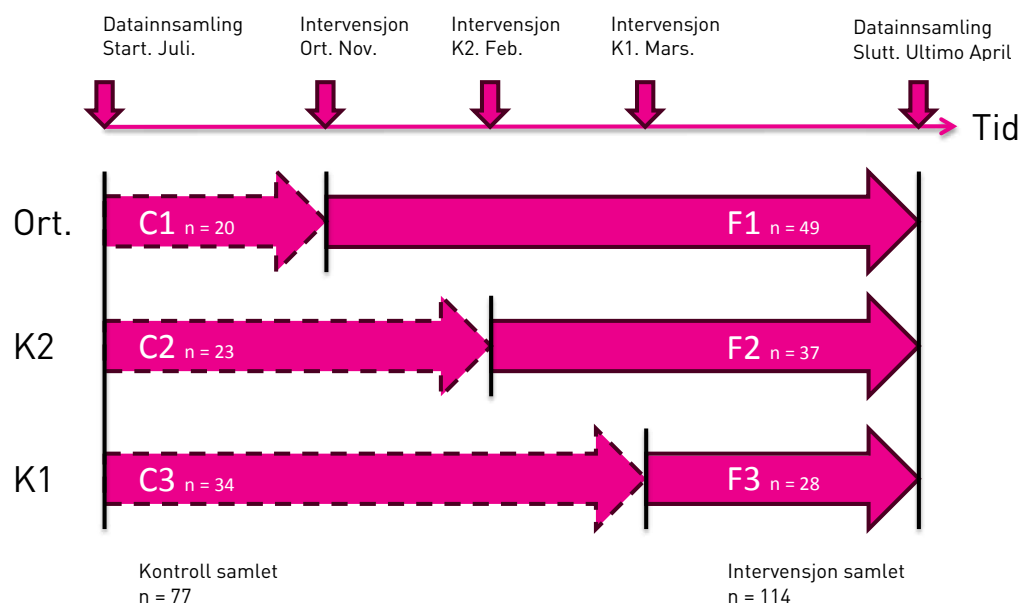 Datainnsamling
Start. Juli.
Intervensjon
Ort. Nov.
Intervensjon
K2. Feb.
Intervensjon
K1. Mars.
Datainnsamling
Slutt. Ultimo April
Tid
Ort.
C1 n = 20
F1 n = 49
K2
C2 n = 23
F2 n = 37
K1
C3 n = 34
F3 n = 28
Kontroll samlet
n = 77
Intervensjon samlet
n = 114